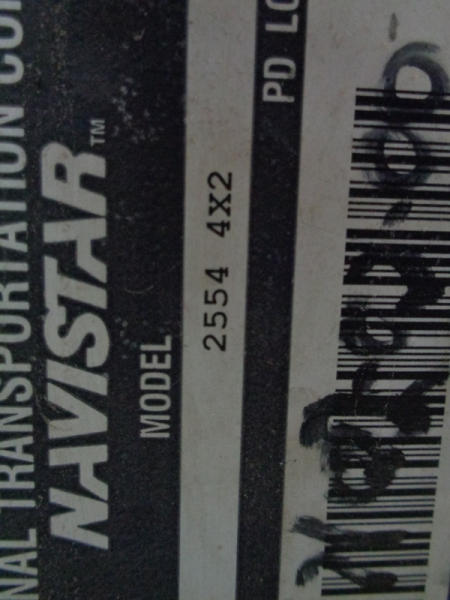 NAL TRANSPORTATION CO
NAVISTAR™
MODEL
2554 4X2
PD LO